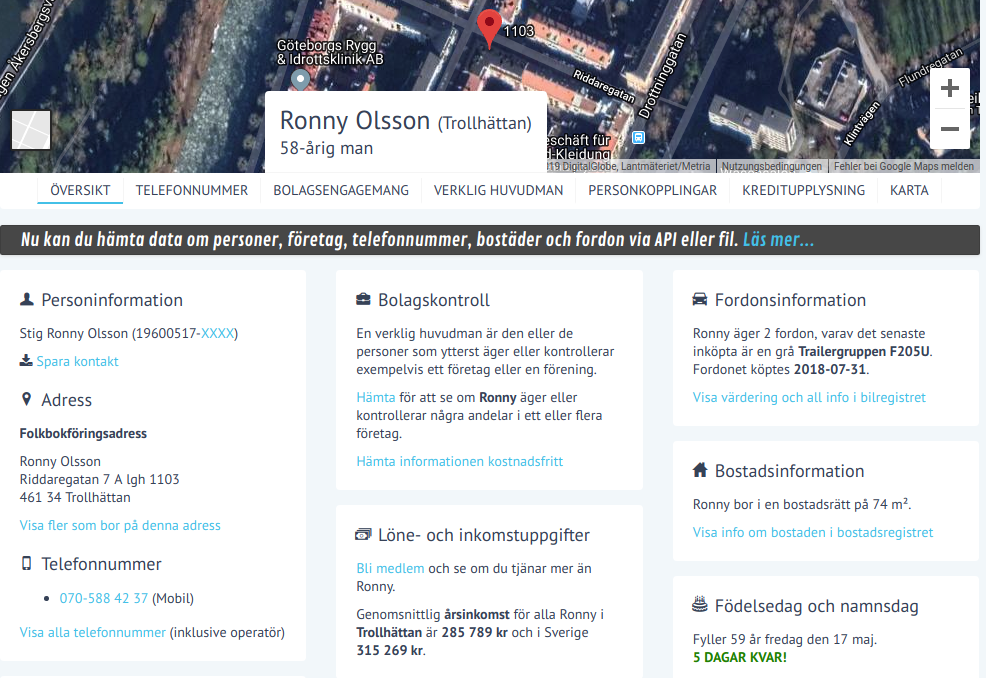 gen Åkersbergsv
Göteborgs Rygg
& Idrottsklinik AB
1103
Riddaregatan
Drottninggatan
Flundregatan
Klintvägen
eschäft für
d-Kleidung
Ronny Olsson (Trollhättan)
58-årig man
+
−
19 DigitalGlobe, Lantmäteriet/Metria
Nutzungsbedingungen
Fehler bei Google Maps melden
ÖVERSIKT
TELEFONNUMMER
BOLAGSENGAGEMANG
VERKLIG HUVUDMAN
PERSONKOPPLINGAR
KREDITUPPLYSNING
KARTA
Nu kan du hämta data om personer, företag, telefonnummer, bostäder och fordon via API eller fil. Läs mer...
Personinformation
Stig Ronny Olsson (19600517-XXXX)
Spara kontakt
Adress
Folkbokföringsadress
Ronny Olsson
Riddaregatan 7 A lgh 1103
461 34 Trollhättan
Visa fler som bor på denna adress
Telefonnummer
070-588 42 37 (Mobil)
Visa alla telefonnummer (inklusive operatör)
Bolagskontroll
En verklig huvudman är den eller de
personer som ytterst äger eller kontrollerar
exempelvis ett företag eller en förening.
Hämta för att se om Ronny äger eller
kontrollerar några andelar i ett eller flera
företag.
Hämta informationen kostnadsfritt
Löne- och inkomstuppgifter
Bli medlem och se om du tjänar mer än
Ronny.
Genomsnittlig årsinkomst för alla Ronny i
Trollhättan är 285 789 kr och i Sverige
315 269 kr.
Fordonsinformation
Ronny äger 2 fordon, varav det senaste
inköpta är en grå Trailergruppen F205U.
Fordonet köptes 2018-07-31.
Visa värdering och all info i bilregistret
Bostadsinformation
Ronny bor i en bostadsrätt på 74 m².
Visa info om bostaden i bostadsregistret
Födelsedag och namnsdag
Fyller 59 år fredag den 17 maj.
5 DAGAR KVAR!